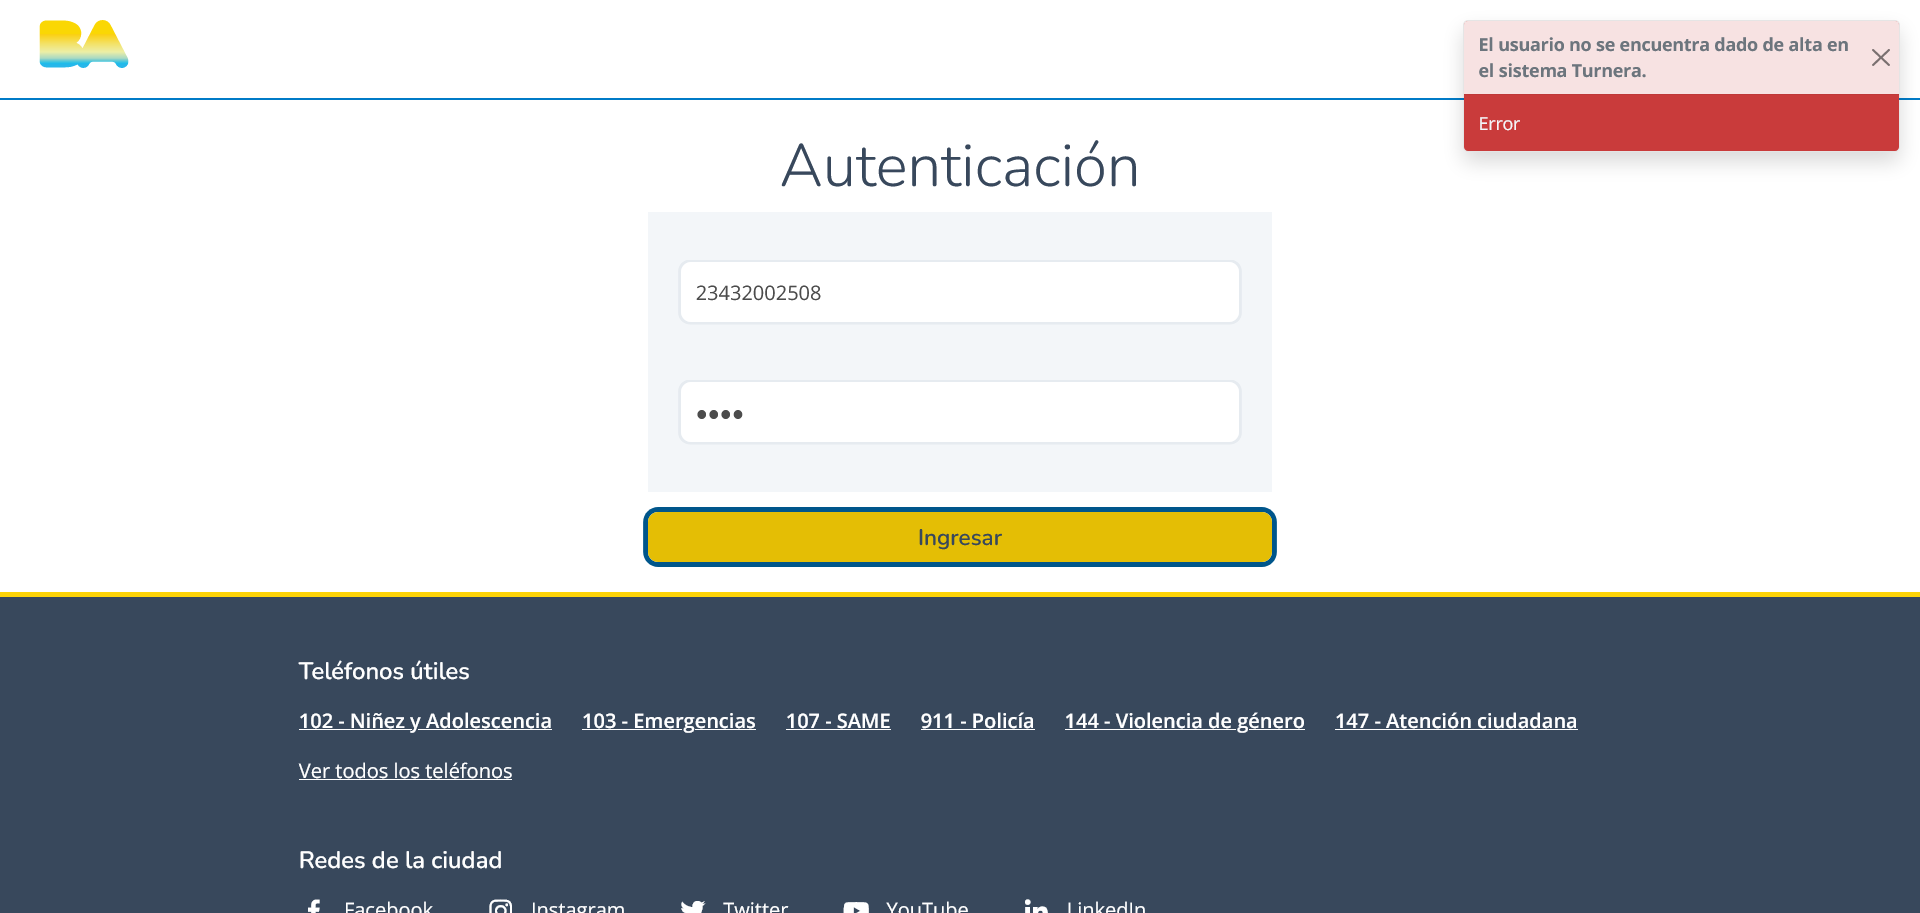 BA
El usuario no se encuentra dado de alta en
el sistema Turnera.
Error
Autenticación
23432002508
••••
Ingresar
Teléfonos útiles
102 - Niñez y Adolescencia 103 - Emergencias 107 - SAME 911 - Policía 144 - Violencia de género 147 - Atención ciudadana
Ver todos los teléfonos
Redes de la ciudad
Facebook Instagram Twitter YouTube LinkedIn